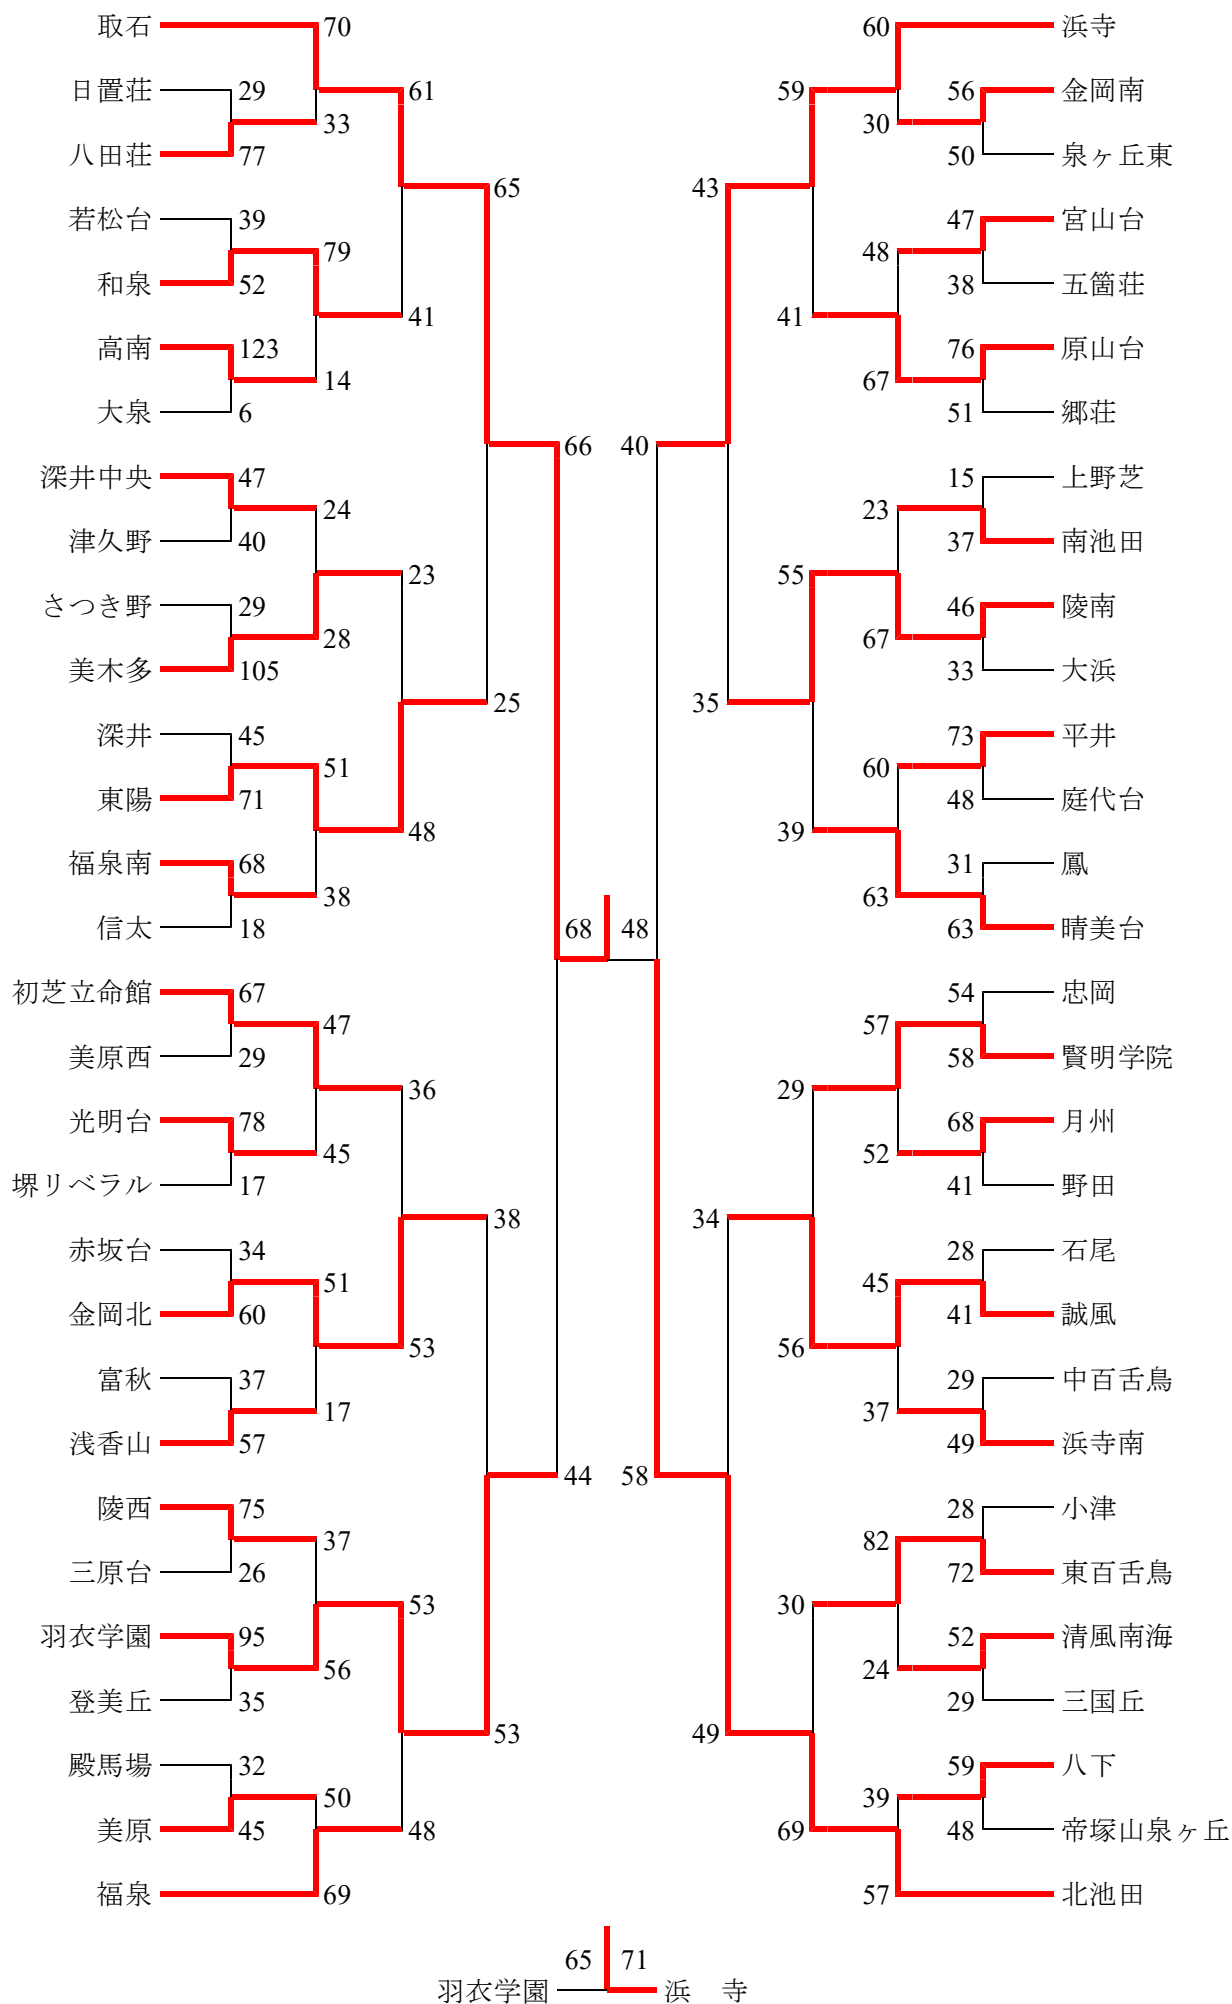 取石 70 60 浜寺
日置荘 29 61 59 56 金岡南
33 30
八田荘 77 50 泉ヶ丘東
65 43
若松台 39 47 宮山台
79 48
和泉 52 38 五箇荘
41 41
高南 123 76 原山台
14 67
大泉 6 51 郷荘
66 40
深井中央 47 15 上野芝
24 23
津久野 40 37 南池田
23 55
さつき野 29 46 陵南
28 67
美木多 105 33 大浜
25 35
深井 45 73 平井
51 60
東陽 71 48 庭代台
48 39
福泉南 68 31 鳳
38 63
信太 18 68 48 63 晴美台
初芝立命館 67 54 忠岡
47 57
美原西 29 58 賢明学院
36 29
光明台 78 68 月州
45 52
堺リベラル 17 41 野田
38 34
赤坂台 34 28 石尾
51 45
金岡北 60 41 誠風
53 56
富秋 37 29 中百舌鳥
17 37
浅香山 57 49 浜寺南
44 58
陵西 75 28 小津
37 82
三原台 26 72 東百舌鳥
53 30
羽衣学園 95 52 清風南海
56 24
登美丘 35 29 三国丘
53 49
殿馬場 32 59 八下
50 39
美原 45 48 69 48 帝塚山泉ヶ丘
福泉 69 57 北池田
65 71
羽衣学園 浜 寺